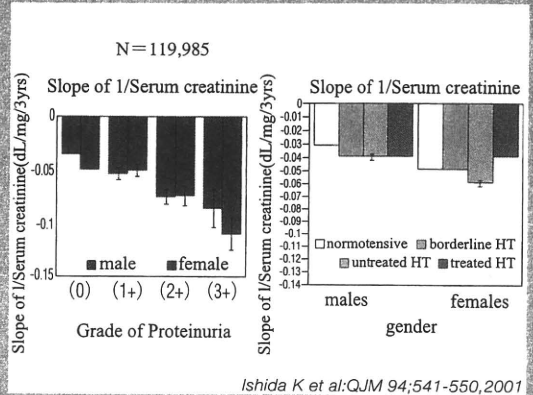 N=119,985
Slope of 1/Serum creatinine
Slope of 1/Serum creatinine(dL/mg/3yrs)
0
-0.05
-0.1
-0.15
male female
(0) (1+) (2+) (3+)
Grade of Proteinuria
Slope of 1/Serum creatinine
Slope of 1/Serum creatinine(dL/mg/3yrs)
0
-0.01
-0.02
-0.03
-0.04
-0.05
-0.06
-0.07
-0.08
-0.09
-0.1
-0.11
-0.12
-0.13
-0.14
normotensive borderline HT
untreated HT treated HT
males females
gender
Ishida K et al:QJM 94;541-550,2001